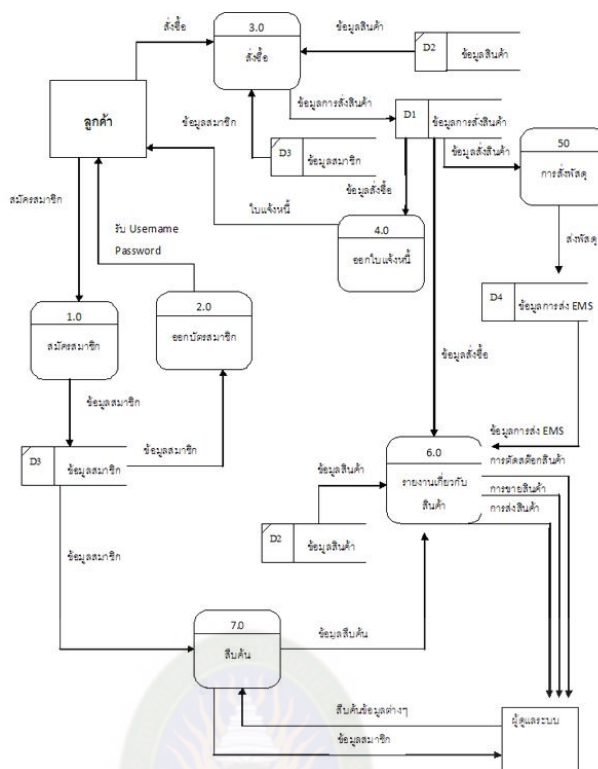 สั่งซื้อ
3.0
สั่งซื้อ
ข้อมูลสินค้า
D2
ข้อมูลสินค้า
ลูกค้า
ข้อมูลสมาชิก
ข้อมูลการสั่งสินค้า
D1
ข้อมูลการสั่งสินค้า
D3
ข้อมูลสมาชิก
ข้อมูลสั่งสินค้า
50
การส่งพัสดุ
ข้อมูลสั่งซื้อ
สมัครสมาชิก
ใบแจ้งหนี้
รับ Username
Password
4.0
ออกใบแจ้งหนี้
ส่งพัสดุ
1.0
สมัครสมาชิก
2.0
ออกบัตรสมาชิก
D4
ข้อมูลการส่ง EMS
ข้อมูลสั่งซื้อ
ข้อมูลสมาชิก
D3
ข้อมูลสมาชิก
ข้อมูลสมาชิก
ข้อมูลการส่ง EMS
6.0
รายงานเกี่ยวกับ
สินค้า
การตัดสต๊อกสินค้า
การขายสินค้า
การส่งสินค้า
ข้อมูลสินค้า
D2
ข้อมูลสินค้า
ข้อมูลสมาชิก
7.0
สืบค้น
ข้อมูลสืบค้น
สืบค้นข้อมูลต่างๆ
ข้อมูลสมาชิก
ผู้ดูแลระบบ